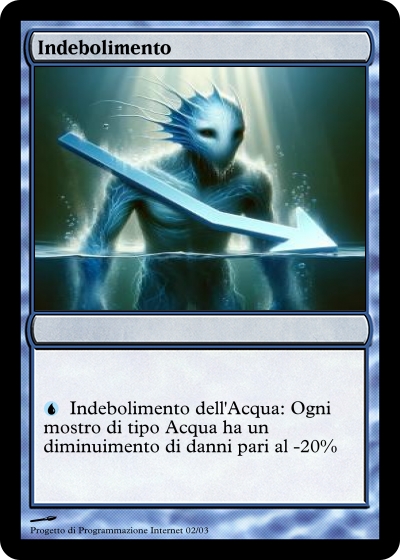 Indebolimento
Indebolimento dell'Acqua: Ogni
mostro di tipo Acqua ha un
diminuimento di danni pari al -20%
Progetto di Programmazione Internet 02/03